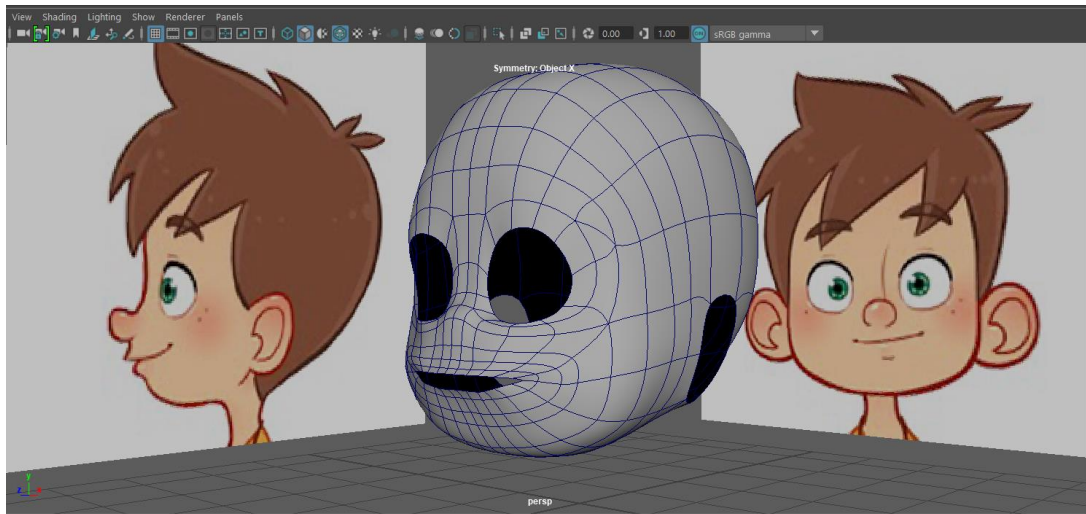 View Shading Lighting Show Renderer Panels
0.00 1.00 sRGB gamma
Symmetry: Object X
y
z x
persp